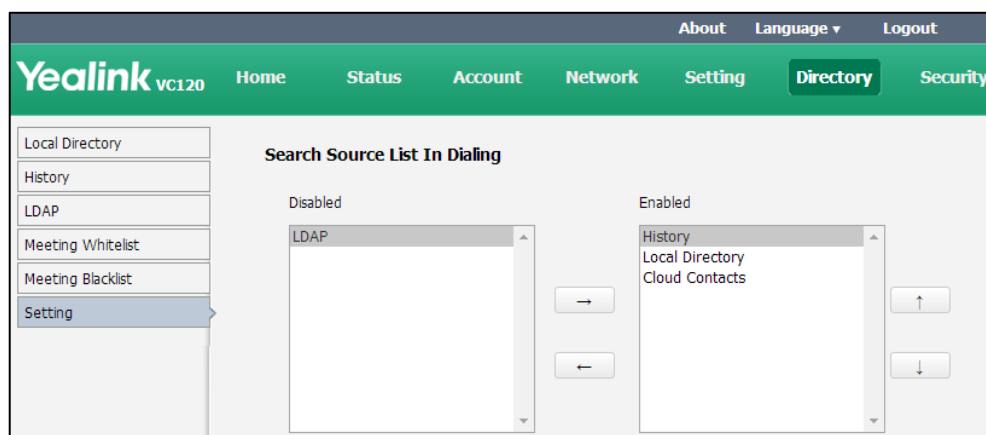 About Language ▾ Logout
Yealink VC120 Home Status Account Network Setting Directory Security
Local Directory
History
LDAP
Meeting Whitelist
Meeting Blacklist
Setting
Search Source List In Dialing
Disabled
LDAP
Enabled
History
Local Directory
Cloud Contacts
→
←
↑
↓